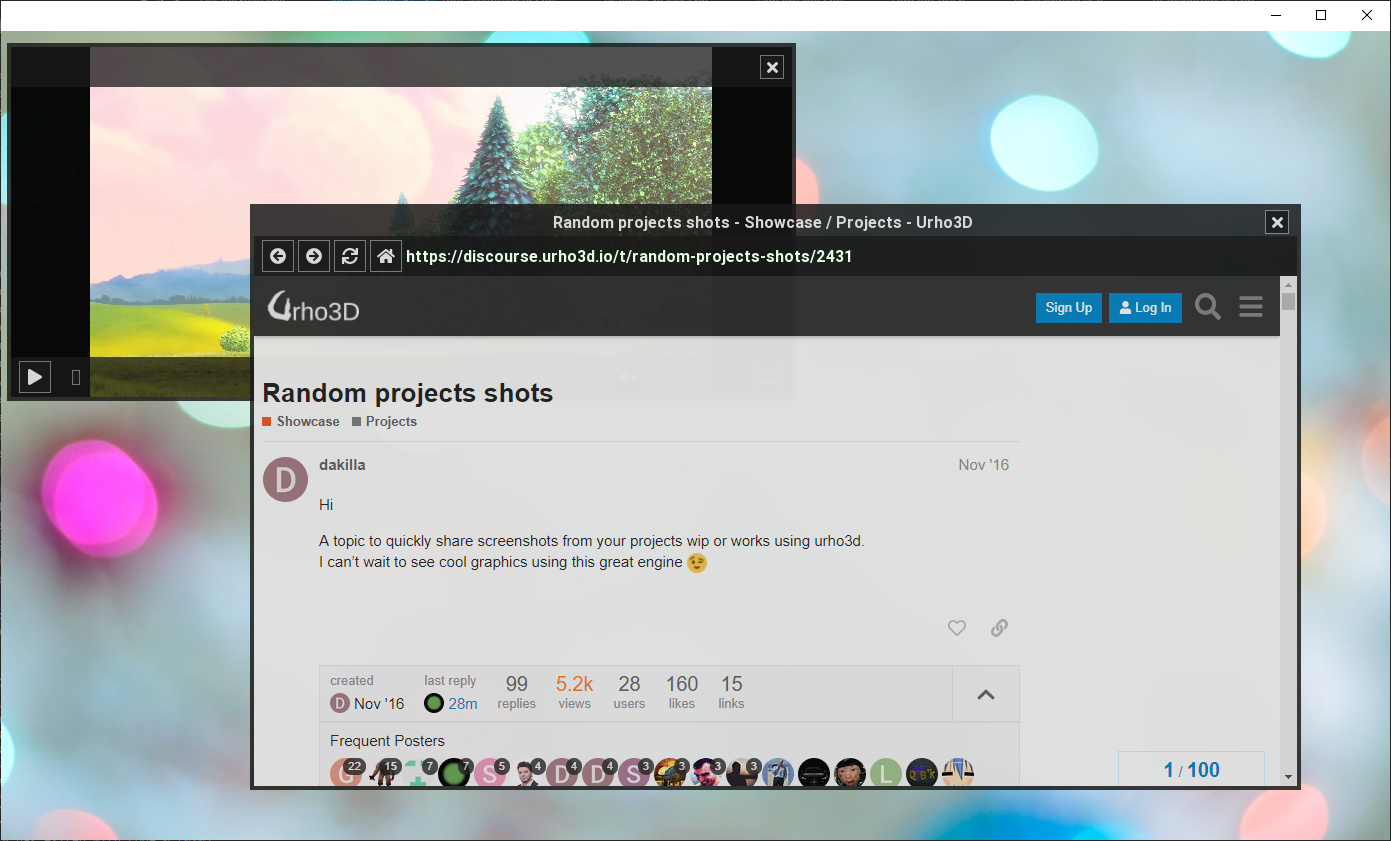 Random projects shots - Showcase / Projects - Urho3D
https://discourse.urho3d.io/t/random-projects-shots/2431
Urho3D
Sign Up
Log In
Random projects shots
Showcase
Projects
D
dakilla
Nov '16
Hi
A topic to quickly share screenshots from your projects wip or works using urho3d.
I can’t wait to see cool graphics using this great engine
created
last reply
99
5.2k
28
160
15
D Nov '16
28m
replies
views
users
likes
links
Frequent Posters
22
15
7
7
5
4
4
4
3
3
3
3
G
S
D
D
S
L
1 / 100